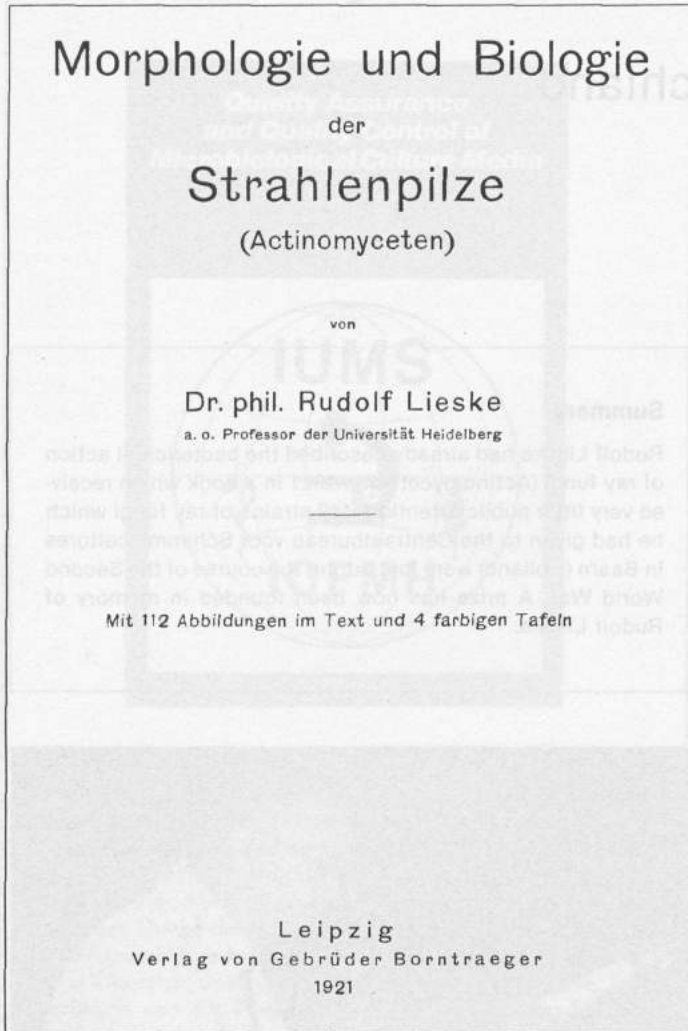 Morphologie und Biologie
der
Strahlenpilze
(Actinomyceten)
von
Dr. phil. Rudolf Lieske
a. o. Professor der Universität Heidelberg
Mit 112 Abbildungen im Text und 4 farbigen Tafeln
Leipzig
Verlag von Gebrüder Borntraeger
1921